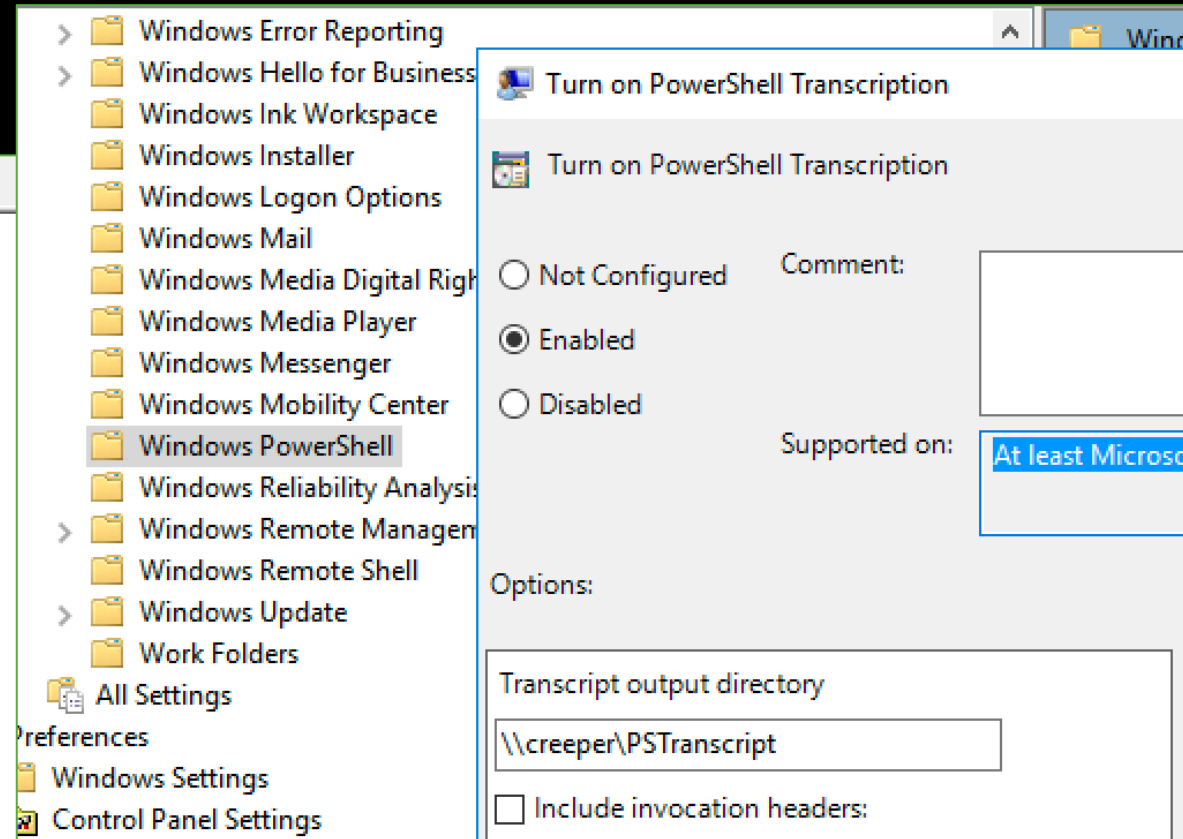 Windows Error Reporting
Windows Hello for Business
Windows Ink Workspace
Windows Installer
Windows Logon Options
Windows Mail
Windows Media Digital Righ
Windows Media Player
Windows Messenger
Windows Mobility Center
Windows PowerShell
Windows Reliability Analysis
Windows Remote Managem
Windows Remote Shell
Windows Update
Work Folders
All Settings
Preferences
Windows Settings
Control Panel Settings
Wind
Turn on PowerShell Transcription
Turn on PowerShell Transcription
Not Configured
Enabled
Disabled
Comment:
Supported on:
At least Microso
Options:
Transcript output directory
\\creeper\PSTranscript
Include invocation headers: